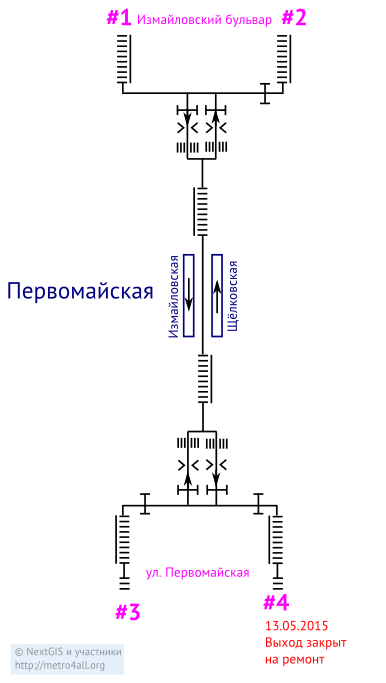 #1 Измайловский бульвар #2
Первомайская
Измайловская
Щёлковская
ул. Первомайская
#3
#4
13.05.2015
Выход закрыт
на ремонт
© NextGIS и участники
http://metro4all.org